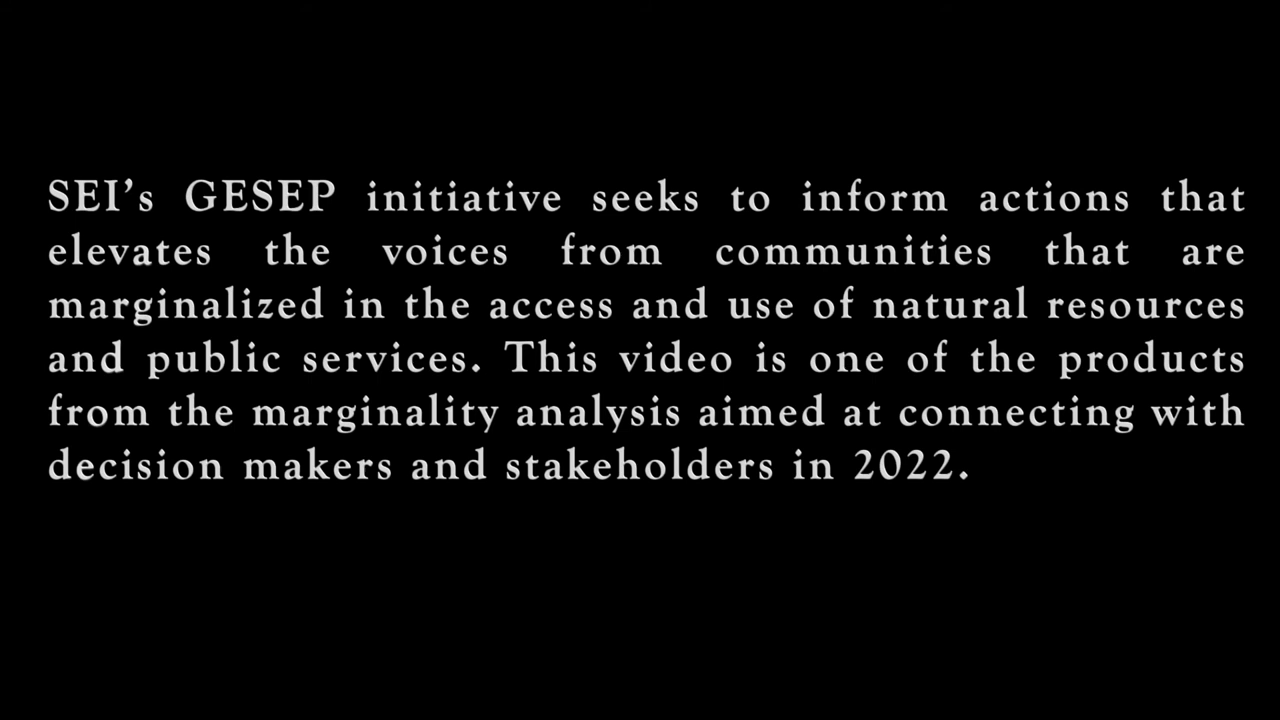 SEI’s GESEP initiative seeks to inform actions that
elevates the voices from communities that are
marginalized in the access and use of natural resources
and public services. This video is one of the products
from the marginality analysis aimed at connecting with
decision makers and stakeholders in 2022.